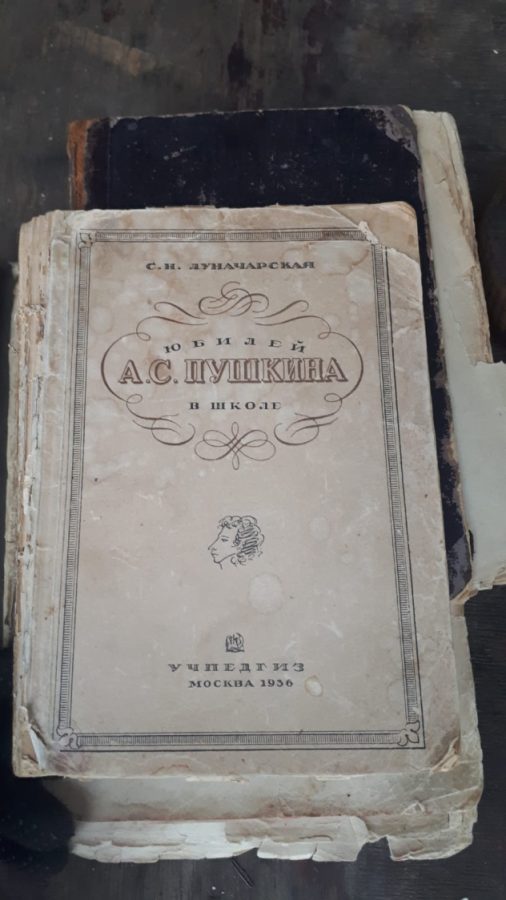 С. Н. ЛУНАЧАРСКАЯ
ЮБИЛЕЙ
А.С. ПУШКИНА
В ШКОЛЕ
УЧПЕДГИЗ
МОСКВА 1936